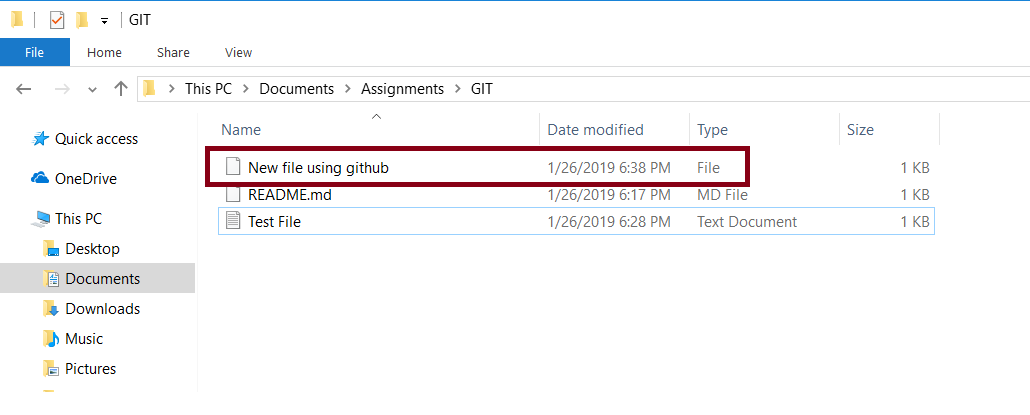 GIT
File Home Share View
This PC Documents Assignments GIT
Name Date modified Type Size
Quick access
New file using github 1/26/2019 6:38 PM File 1 KB
OneDrive
README.md 1/26/2019 6:17 PM MD File 1 KB
This PC
Test File 1/26/2019 6:28 PM Text Document 1 KB
Desktop
Documents
Downloads
Music
Pictures